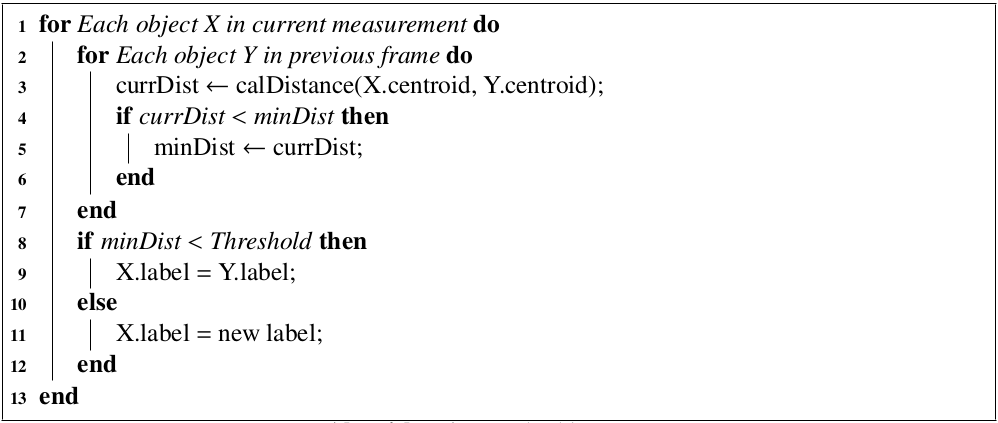 1 for Each object X in current measurement do
2 for Each object Y in previous frame do
3 currDist ← calDistance(X.centroid, Y.centroid);
4 if currDist < minDist then
5 minDist ← currDist;
6 end
7 end
8 if minDist < Threshold then
9 X.label = Y.label;
10 else
11 X.label = new label;
12 end
13 end